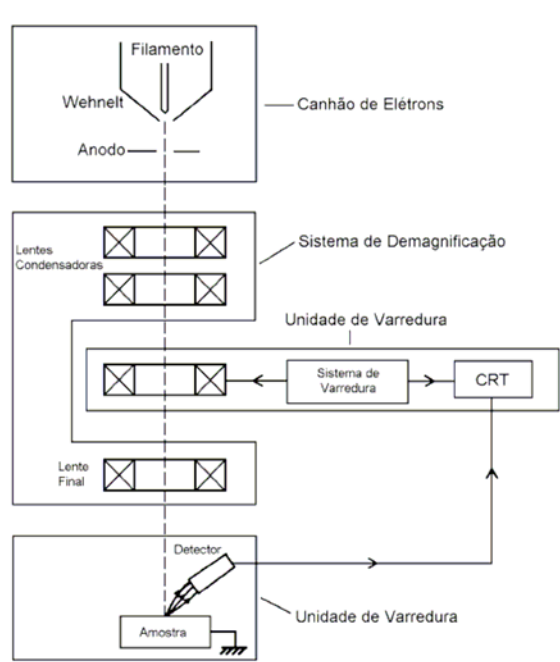 Filamento
Wehnelt
Canhão de Elétrons
Anodo
Lentes
Condensadoras
Sistema de Demagnificação
Unidade de Varredura
Sistema de
Varredura
CRT
Lente
Final
Detector
Amostra
Unidade de Varredura